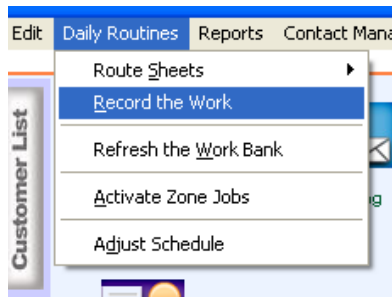 Edit Daily Routines Reports Contact Mana
Route Sheets
Record the Work
Refresh the Work Bank
Activate Zone Jobs
Adjust Schedule
Customer List